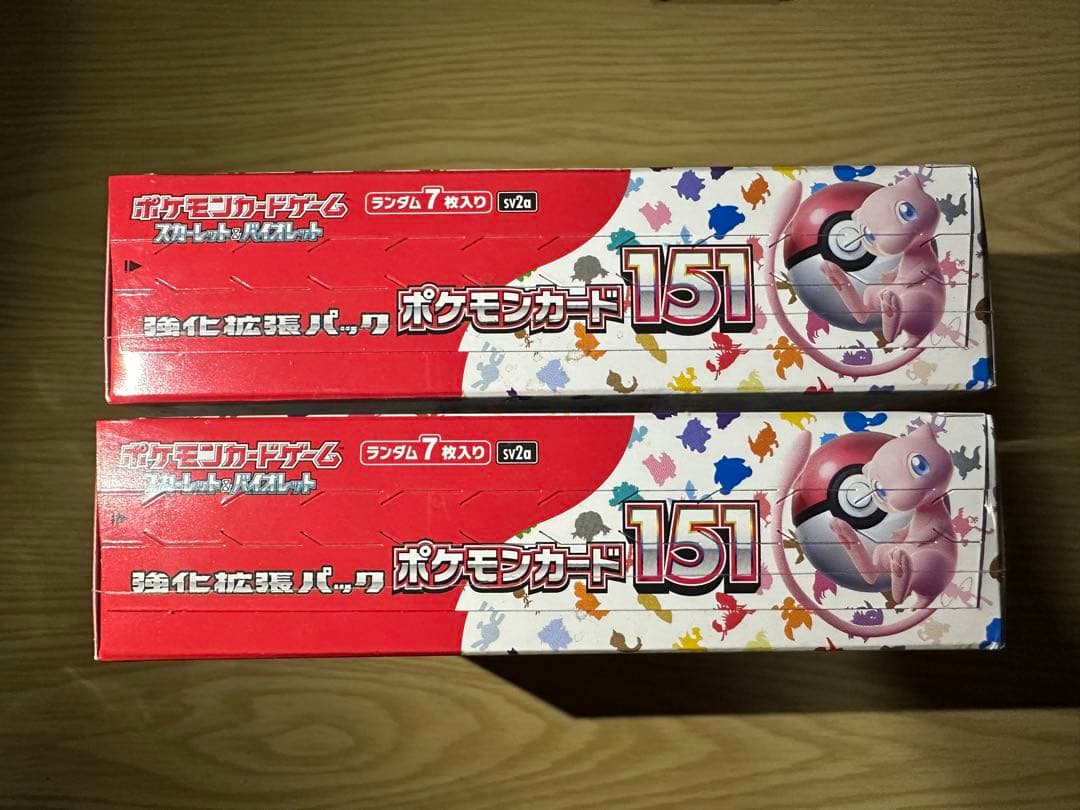 ポケモンカードゲーム
スカーレット&バイオレット
ランダム7枚入り
sv2a
強化拡張パック
ポケモンカード151
ポケモンカードゲーム
スカーレット&バイオレット
ランダム7枚入り
sv2a
強化拡張パック
ポケモンカード151